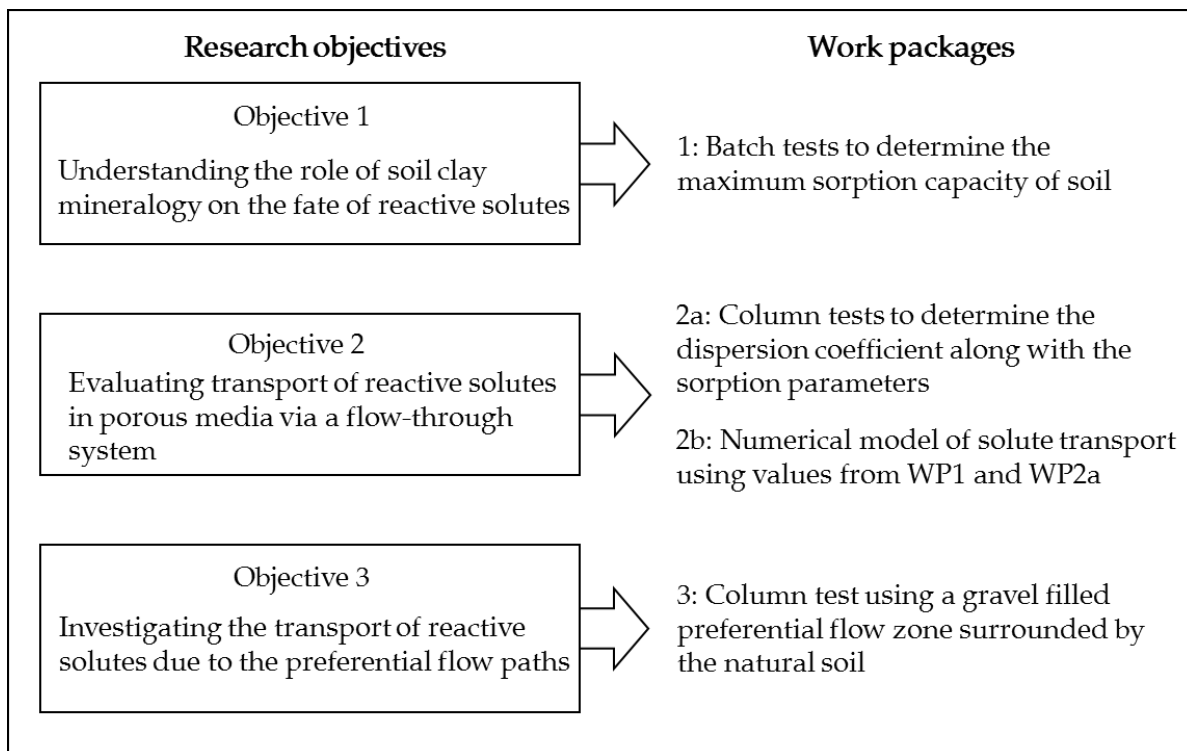 Research objectives
Work packages
Objective 1
Understanding the role of soil clay
mineralogy on the fate of reactive solutes
1: Batch tests to determine the
maximum sorption capacity of soil
Objective 2
Evaluating transport of reactive solutes
in porous media via a flow-through
system
2a: Column tests to determine the
dispersion coefficient along with the
sorption parameters
2b: Numerical model of solute transport
using values from WP1 and WP2a
Objective 3
Investigating the transport of reactive
solutes due to the preferential flow paths
3: Column test using a gravel filled
preferential flow zone surrounded by
the natural soil